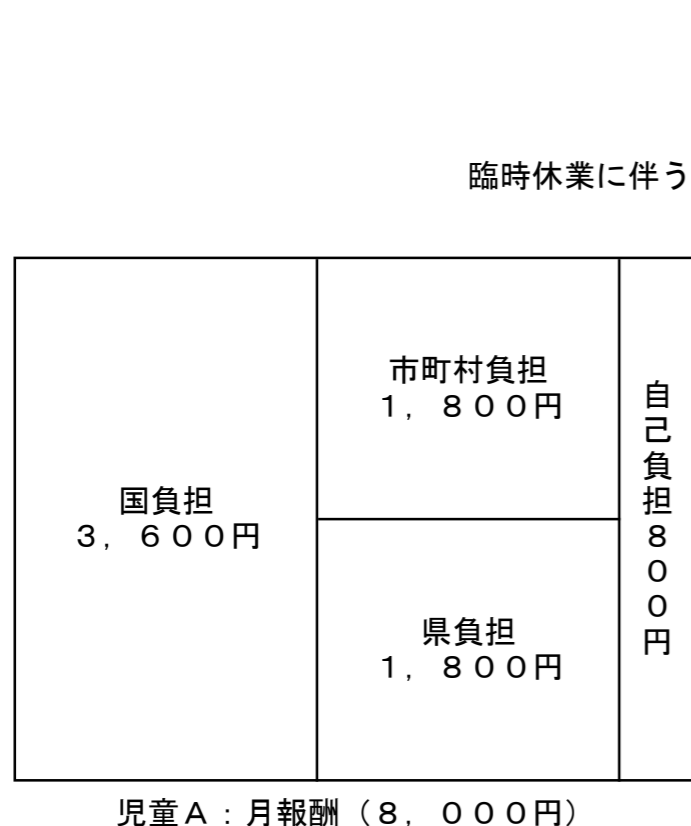 臨時休業に伴う
国負担
３，６００円
市町村負担
１，８００円
県負担
１，８００円
自己負担８００円
児童Ａ：月報酬（８，０００円）